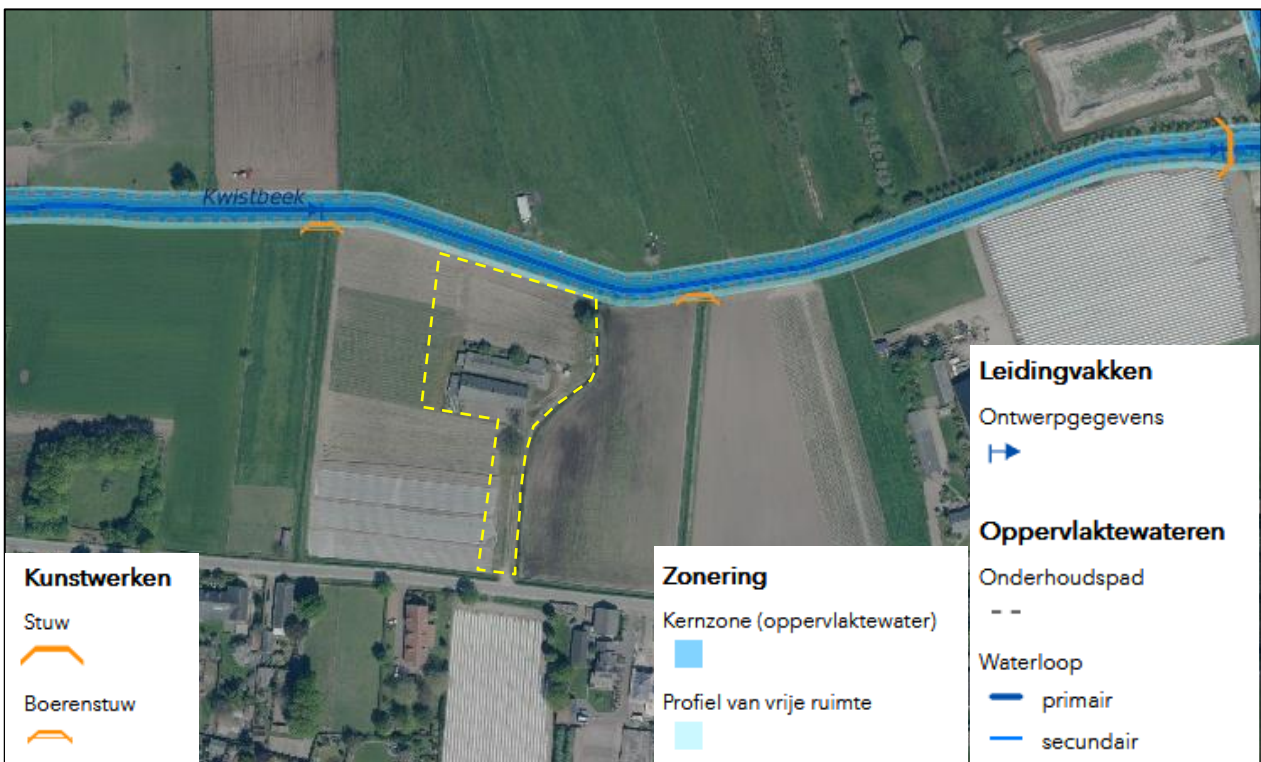 Kwistbeek
Kunstwerken
Stuw
Boerenstuw
Zonering
Kernzone (oppervlaktewater)
Profiel van vrije ruimte
Leidingvakken
Ontwerpgegevens
Oppervlaktewateren
Onderhoudspad
Waterloop
primair
secundair